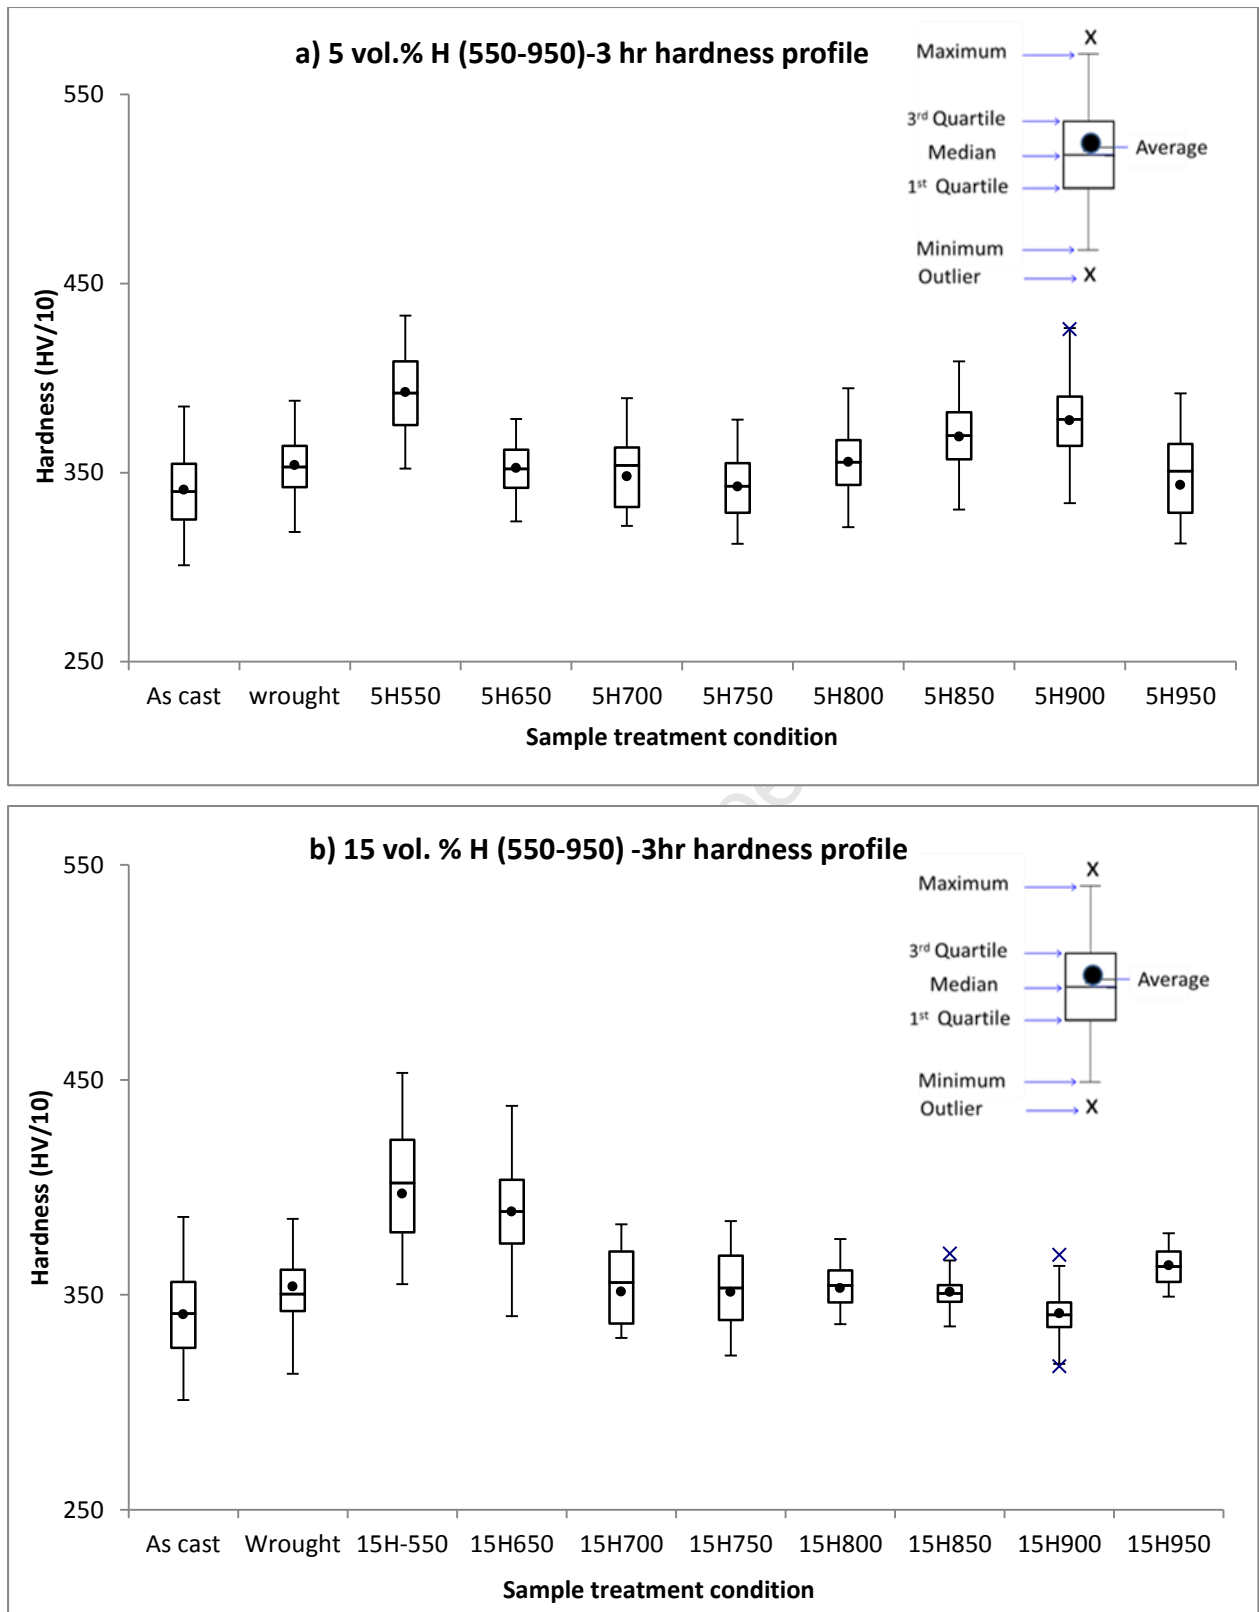 a) 5 vol.% H (550-950)-3 hr hardness profile
X
Maximum
3rd Quartile
Median
Average
1st Quartile
Minimum
Outlier X
550
450
350
250
Hardness (HV/10)
As cast wrought 5H550 5H650 5H700 5H750 5H800 5H850 5H900 5H950
Sample treatment condition
b) 15 vol. % H (550-950) -3hr hardness profile
X
Maximum
3rd Quartile
Median
Average
1st Quartile
Minimum
Outlier X
550
450
350
250
Hardness (HV/10)
As cast Wrought 15H-550 15H650 15H700 15H750 15H800 15H850 15H900 15H950
Sample treatment condition